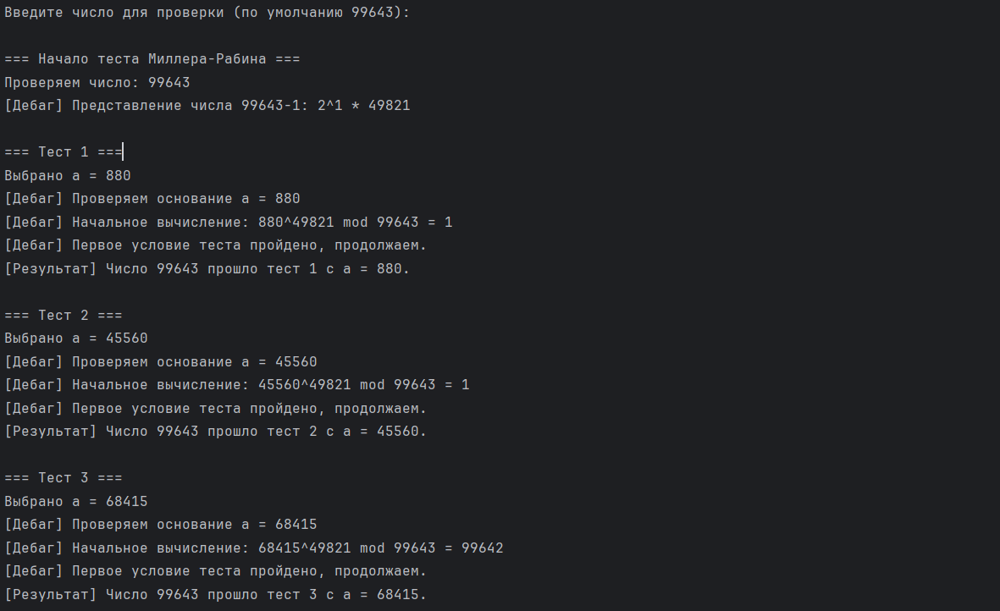 Введите число для проверки (по умолчанию 99643):
=== Начало теста Миллера-Рабина ===
Проверяем число: 99643
[Дебаг] Представление числа 99643-1: 2^1 * 49821
=== Тест 1 ===
Выбрано a = 880
[Дебаг] Проверяем основание a = 880
[Дебаг] Начальное вычисление: 880^49821 mod 99643 = 1
[Дебаг] Первое условие теста пройдено, продолжаем.
[Результат] Число 99643 прошло тест 1 с a = 880.
=== Тест 2 ===
Выбрано a = 45560
[Дебаг] Проверяем основание a = 45560
[Дебаг] Начальное вычисление: 45560^49821 mod 99643 = 1
[Дебаг] Первое условие теста пройдено, продолжаем.
[Результат] Число 99643 прошло тест 2 с a = 45560.
=== Тест 3 ===
Выбрано a = 68415
[Дебаг] Проверяем основание a = 68415
[Дебаг] Начальное вычисление: 68415^49821 mod 99643 = 99642
[Дебаг] Первое условие теста пройдено, продолжаем.
[Результат] Число 99643 прошло тест 3 с a = 68415.